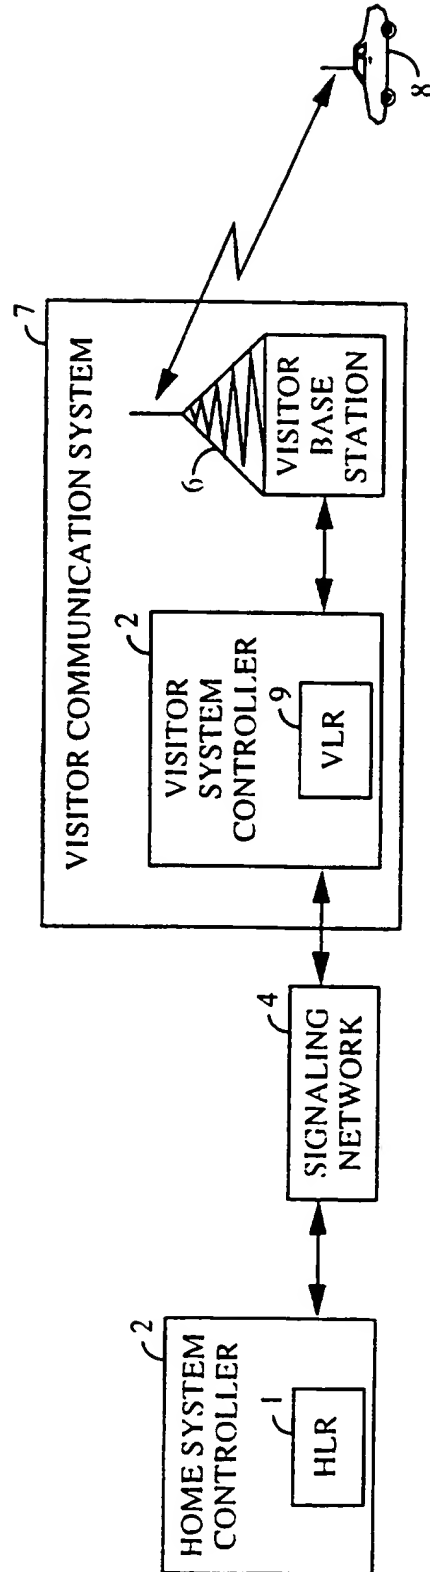 HOME SYSTEM
CONTROLLER
2
1
HLR
SIGNALING
NETWORK
4
VISITOR COMMUNICATION SYSTEM
7
VISITOR
SYSTEM
CONTROLLER
2
9
VLR
6
VISITOR
BASE
STATION
8